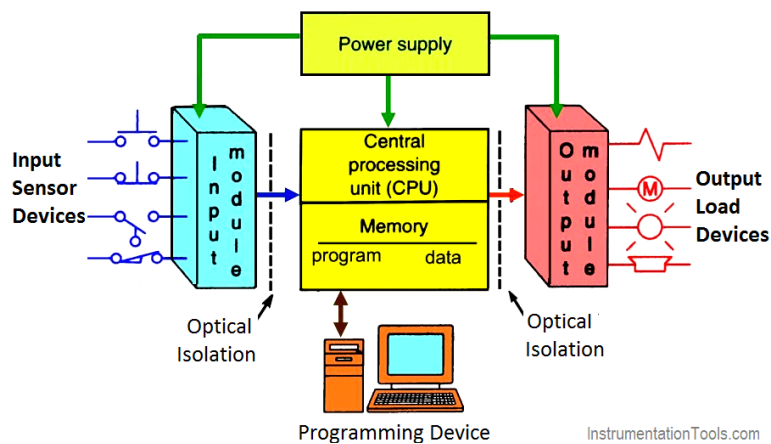 Power supply
Input
Sensor
Devices
Input
module
Central
processing
unit (CPU)
Memory
program data
Output
module
M
Output
Load
Devices
Optical
Isolation
Optical
Isolation
Programming Device
InstrumentationTools.com